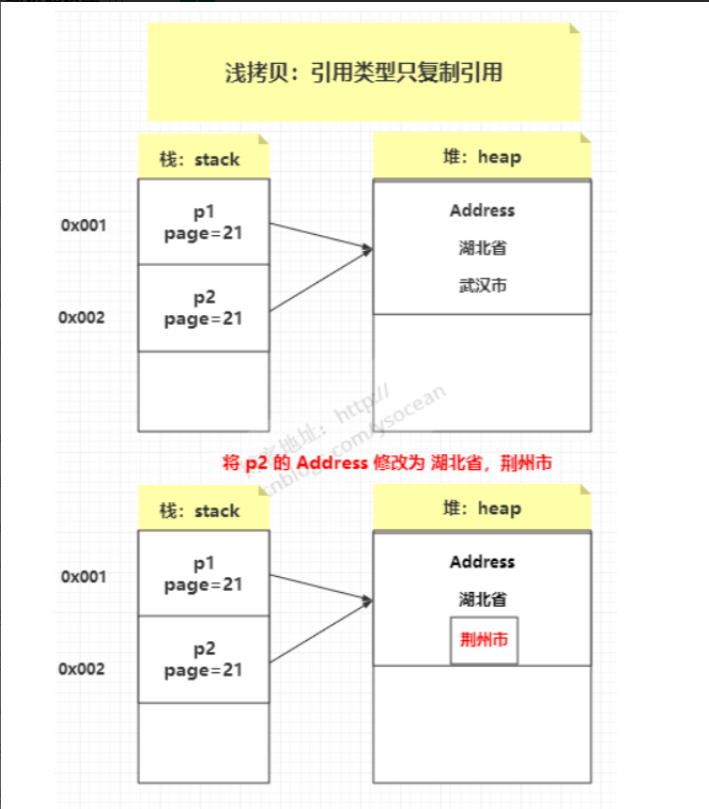 浅拷贝：引用类型只复制引用
栈：stack
堆：heap
0x001
p1
page=21
Address
湖北省
武汉市
0x002
p2
page=21
地址：http://
cnblogs.com/ysocean
将 p2 的 Address 修改为 湖北省，荆州市
栈：stack
堆：heap
0x001
p1
page=21
Address
湖北省
荆州市
0x002
p2
page=21